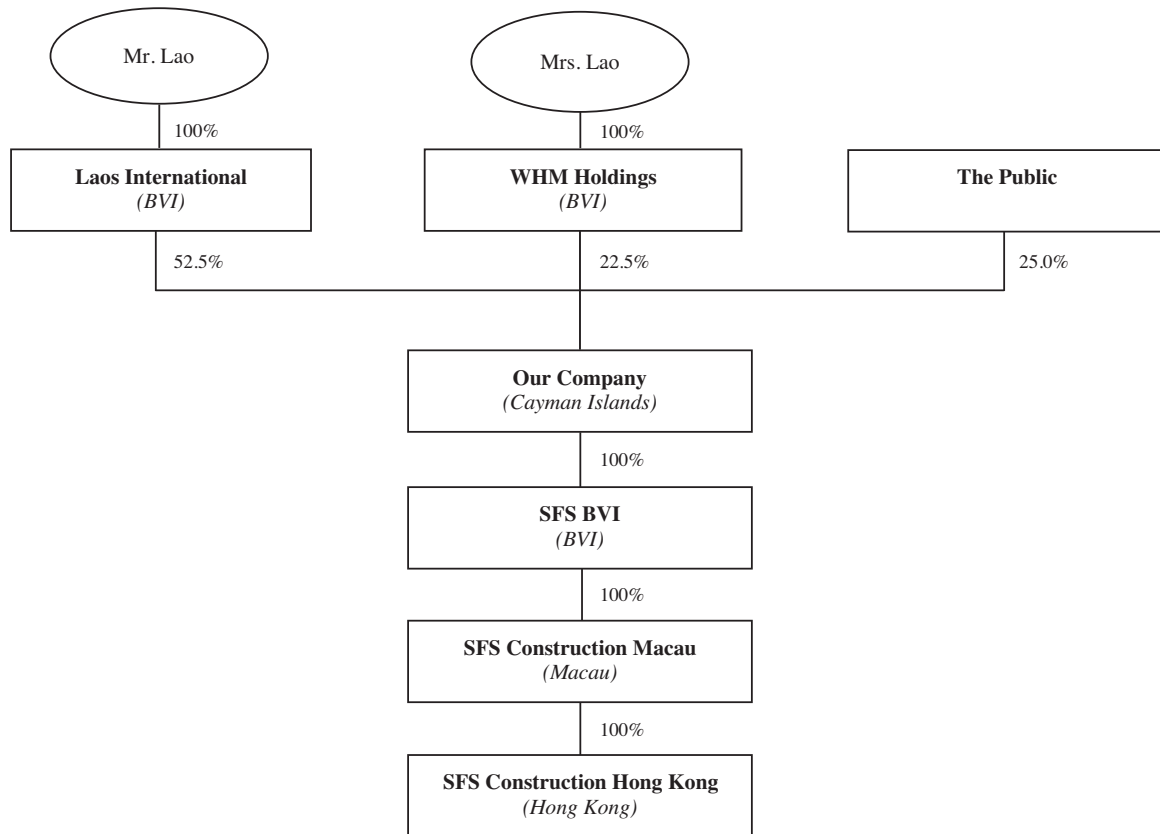 Mr. Lao
Mrs. Lao
100%
100%
Laos International
(BVI)
WHM Holdings
(BVI)
The Public
52.5%
22.5%
25.0%
Our Company
(Cayman Islands)
100%
SFS BVI
(BVI)
100%
SFS Construction Macau
(Macau)
100%
SFS Construction Hong Kong
(Hong Kong)